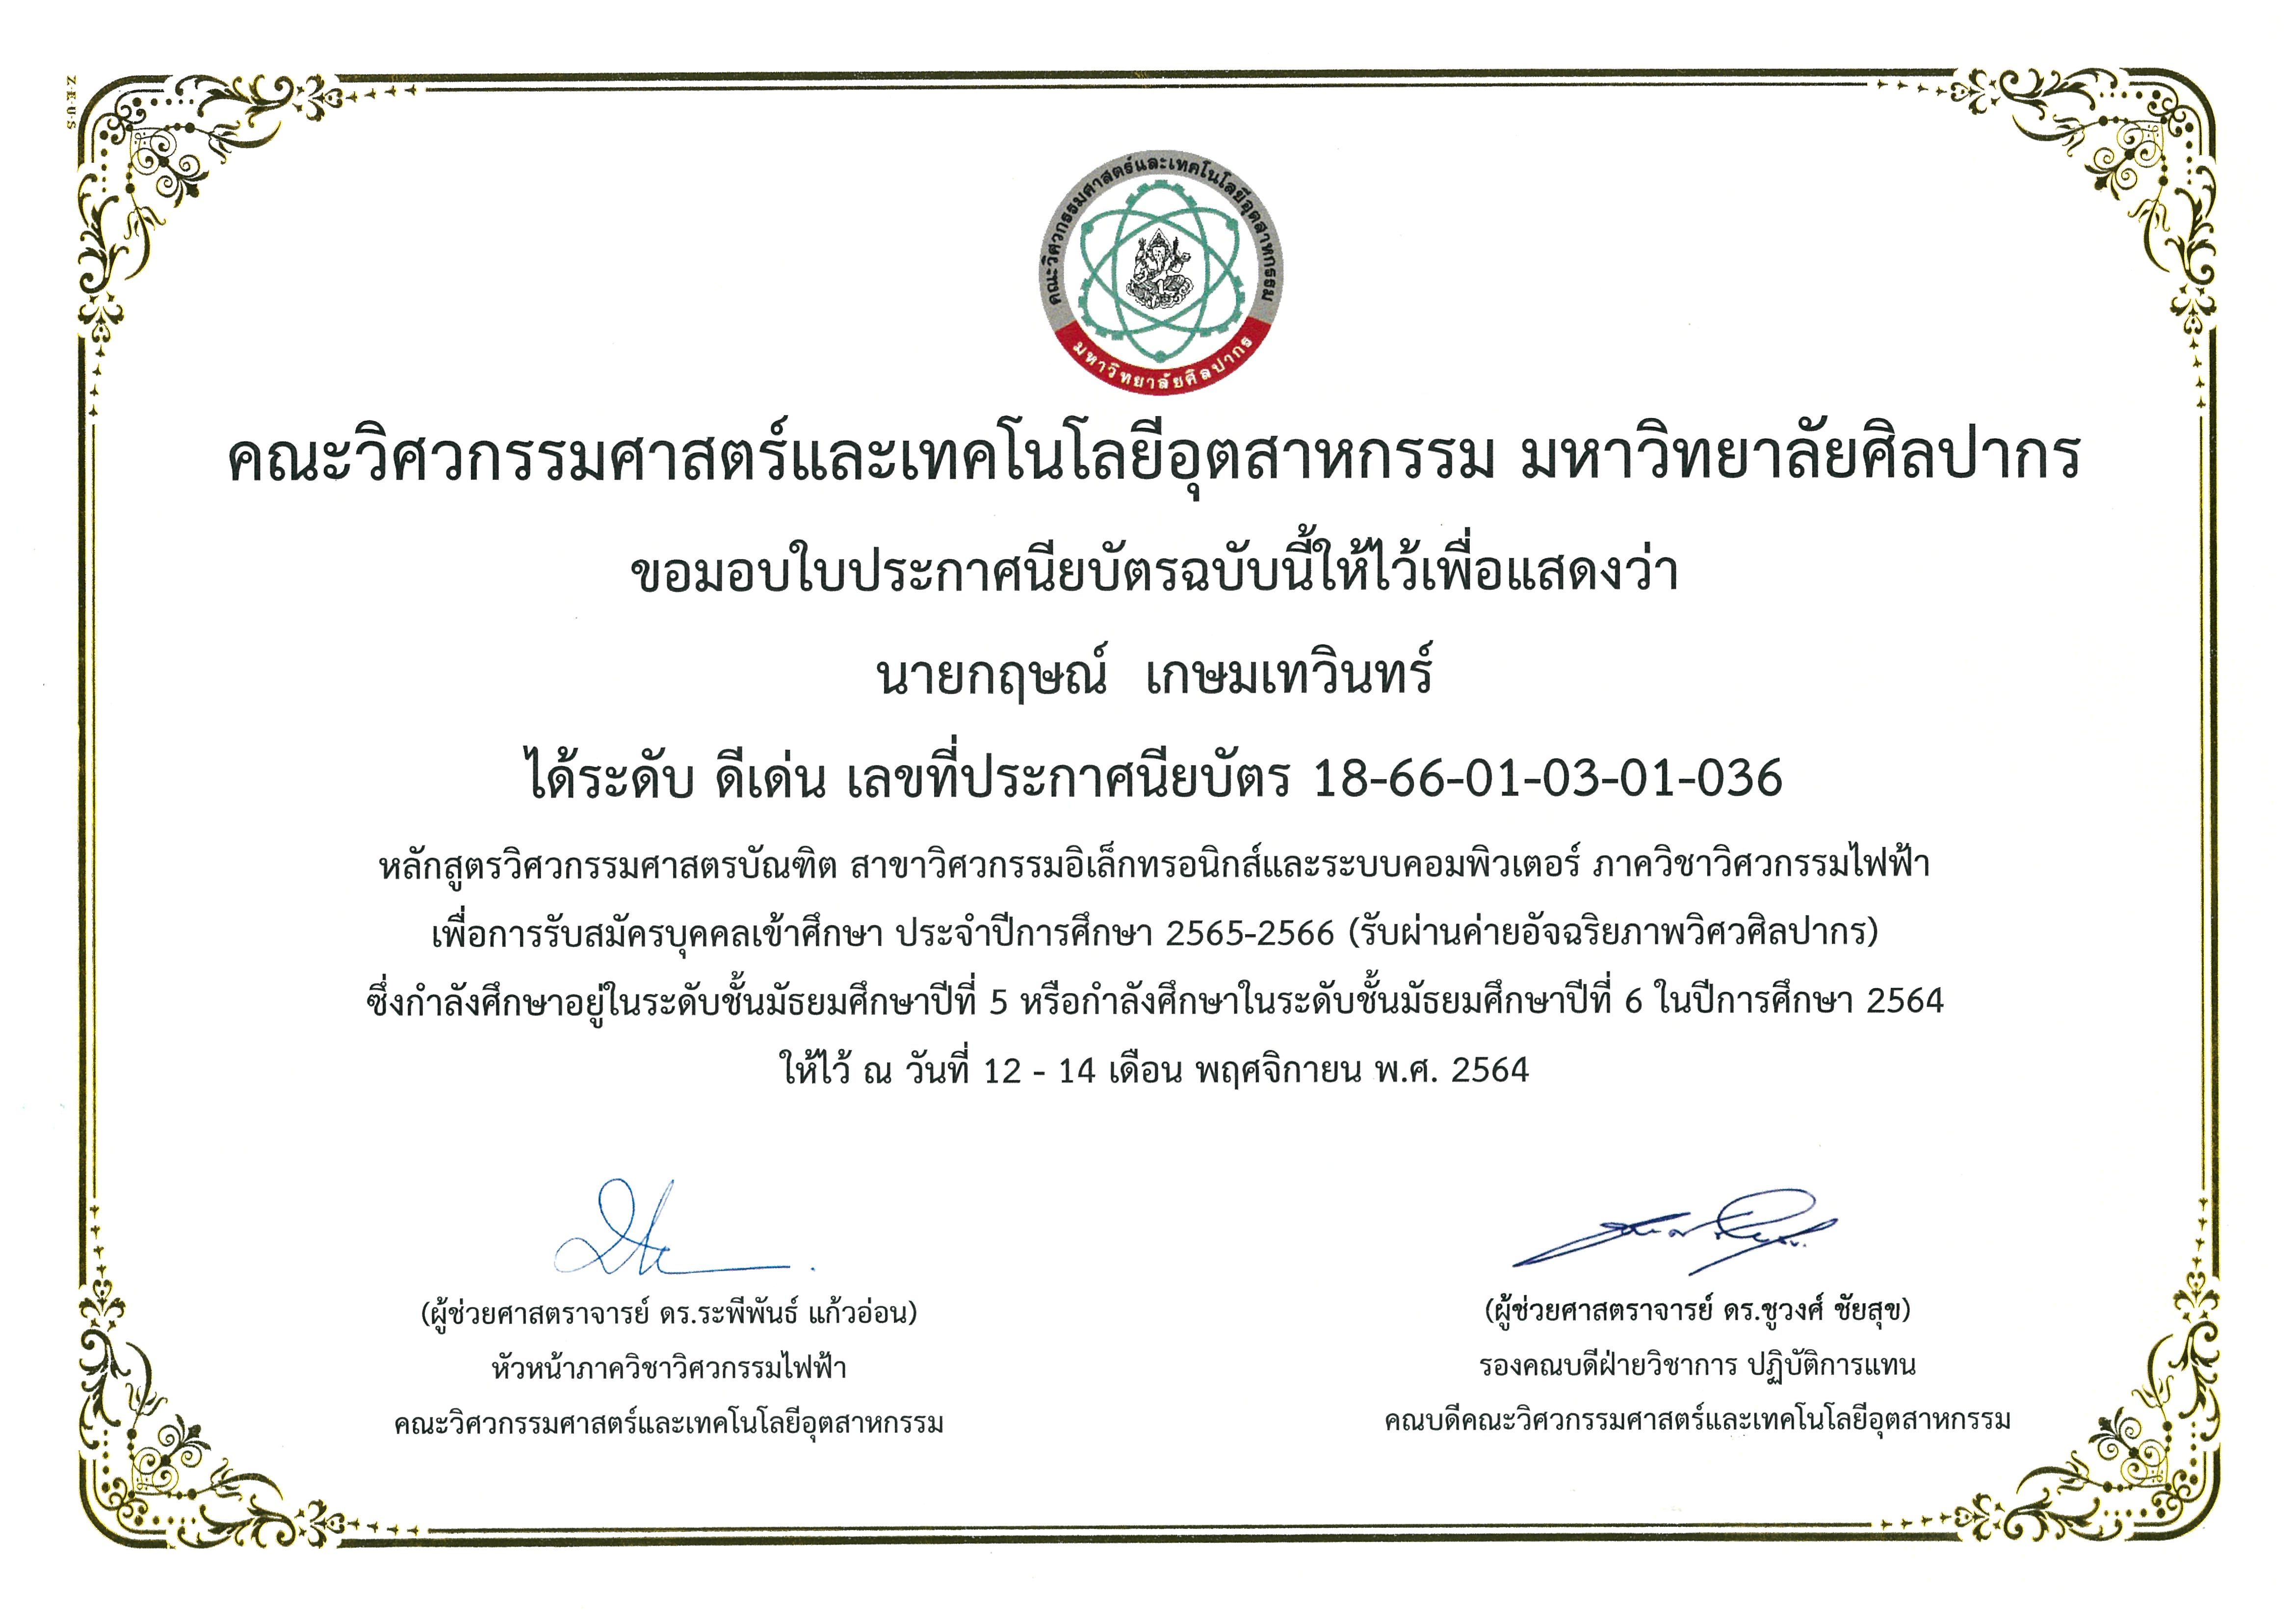 Z·E·U·S
คณะวิศวกรรมศาสตร์และเทคโนโลยีอุตสาหกรรม
มหาวิทยาลัยศิลปากร
คณะวิศวกรรมศาสตร์และเทคโนโลยีอุตสาหกรรม มหาวิทยาลัยศิลปากร
ขอมอบใบประกาศนียบัตรฉบับนี้ให้ไว้เพื่อแสดงว่า
นายกฤษณ์ เกษมเทวินทร์
ได้ระดับ ดีเด่น เลขที่ประกาศนียบัตร 18-66-01-03-01-036
หลักสูตรวิศวกรรมศาสตรบัณฑิต สาขาวิศวกรรมอิเล็กทรอนิกส์และระบบคอมพิวเตอร์ ภาควิชาวิศวกรรมไฟฟ้า
เพื่อการรับสมัครบุคคลเข้าศึกษา ประจำปีการศึกษา 2565-2566 (รับผ่านค่ายอัจฉริยภาพวิศวศิลปากร)
ซึ่งกำลังศึกษาอยู่ในระดับชั้นมัธยมศึกษาปีที่ 5 หรือกำลังศึกษาในระดับชั้นมัธยมศึกษาปีที่ 6 ในปีการศึกษา 2564
ให้ไว้ ณ วันที่ 12 - 14 เดือน พฤศจิกายน พ.ศ. 2564
(ผู้ช่วยศาสตราจารย์ ดร.ระพีพันธ์ แก้วอ่อน)
หัวหน้าภาควิชาวิศวกรรมไฟฟ้า
คณะวิศวกรรมศาสตร์และเทคโนโลยีอุตสาหกรรม
(ผู้ช่วยศาสตราจารย์ ดร.ชูวงศ์ ชัยสุข)
รองคณบดีฝ่ายวิชาการ ปฏิบัติการแทน
คณบดีคณะวิศวกรรมศาสตร์และเทคโนโลยีอุตสาหกรรม